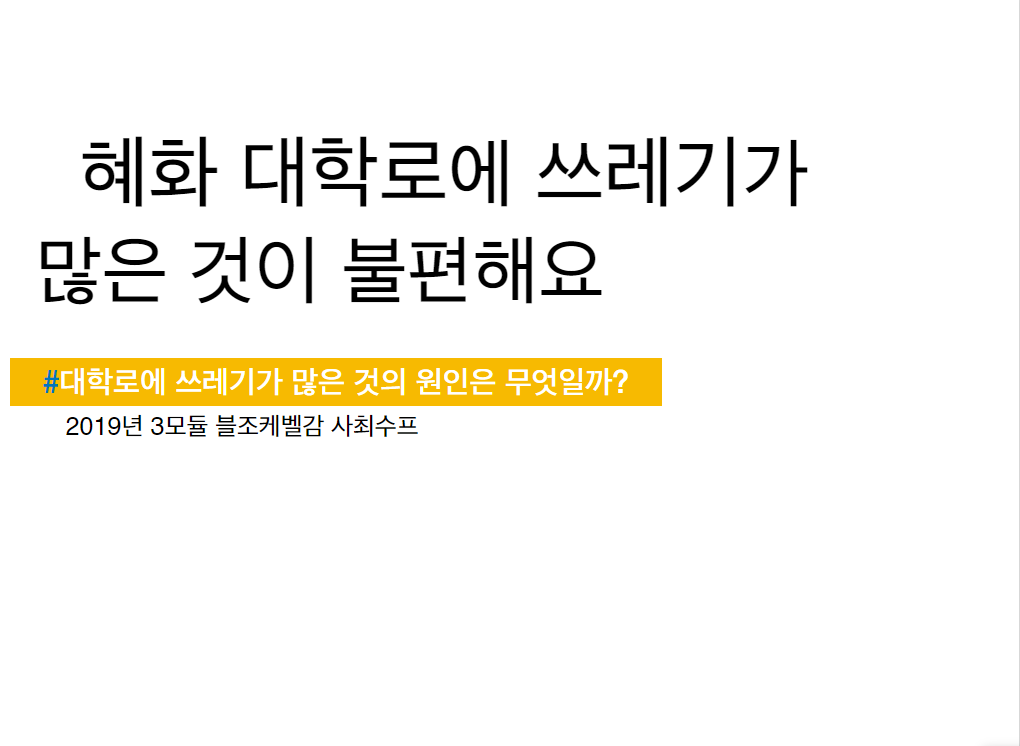 혜화 대학로에 쓰레기가
많은 것이 불편해요
#대학로에 쓰레기가 많은 것의 원인은 무엇일까?
2019년 3모듈 블조케벨감 사최수프